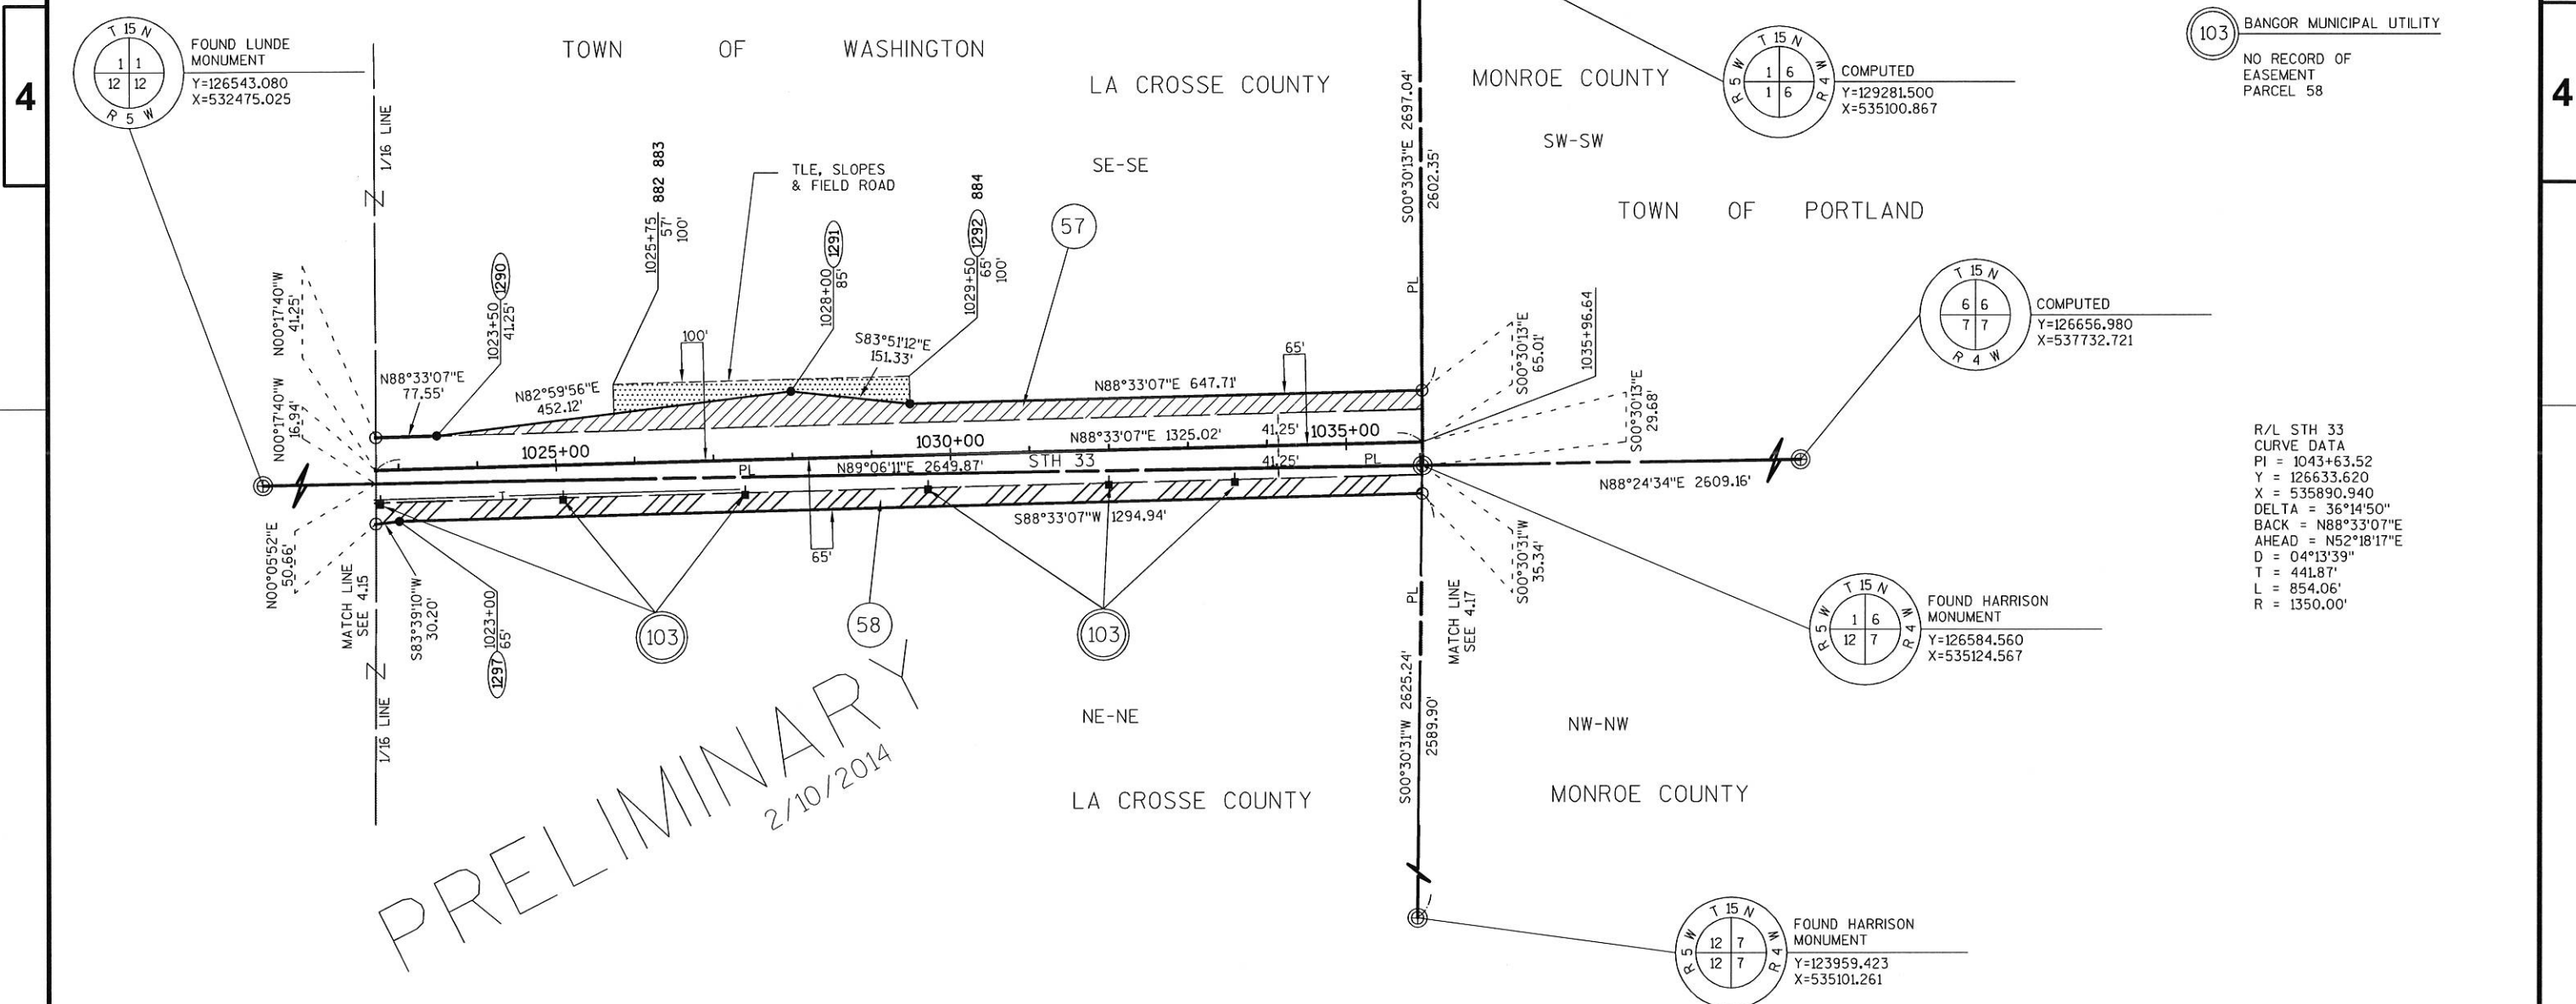 4
T 15 N
1 1
12 12
R 5 W
FOUND LUNDE
MONUMENT
Y=126543.080
X=532475.025
TOWN OF WASHINGTON
LA CROSSE COUNTY
MONROE COUNTY
SW-SW
SE-SE
TOWN OF PORTLAND
T 15 N
R 5 W
R 4 W
1 6
1 6
COMPUTED
Y=129281.500
X=535100.867
103
BANGOR MUNICIPAL UTILITY
NO RECORD OF
EASEMENT
PARCEL 58
4
1/16 LINE
S00°30'13"E 2697.04'
2602.35'
PL
882 883
1025+75
57'
100'
TLE, SLOPES
& FIELD ROAD
1291
1028+00
85'
884
1292
1029+50
65'
100'
57
1290
1023+50
41.25'
N00°17'40"W
41.25'
N00°17'40"W
16.94'
N88°33'07"E
77.55'
N82°59'56"E
452.12'
100'
S83°51'12"E
151.33'
N88°33'07"E 647.71'
65'
S00°30'13"E
65.01'
1035+96.64
S00°30'13"E
29.68'
T 15 N
6 6
7 7
R 4 W
COMPUTED
Y=126656.980
X=537732.721
1025+00
1030+00
N88°33'07"E 1325.02'
41.25'
1035+00
PL
N89°06'11"E 2649.87'
STH 33
41.25'
PL
N88°24'34"E 2609.16'
S88°33'07"W 1294.94'
65'
N00°05'52"E
50.66'
MATCH LINE
SEE 4.15
S83°39'10"W
30.20'
1023+00
65'
1297
103
58
103
S00°30'31"W
35.34'
PL
MATCH LINE
SEE 4.17
R/L STH 33
CURVE DATA
PI = 1043+63.52
Y = 126633.620
X = 535890.940
DELTA = 36°14'50"
BACK = N88°33'07"E
AHEAD = N52°18'17"E
D = 04°13'39"
T = 441.87'
L = 854.06'
R = 1350.00'
T 15 N
R 5 W
R 4 W
1 6
12 7
FOUND HARRISON
MONUMENT
Y=126584.560
X=535124.567
1/16 LINE
PRELIMINARY
2/10/2014
NE-NE
NW-NW
S00°30'31"W 2625.24'
2589.90'
LA CROSSE COUNTY
MONROE COUNTY
T 15 N
R 5 W
R 4 W
12 7
12 7
FOUND HARRISON
MONUMENT
Y=123959.423
X=535101.261